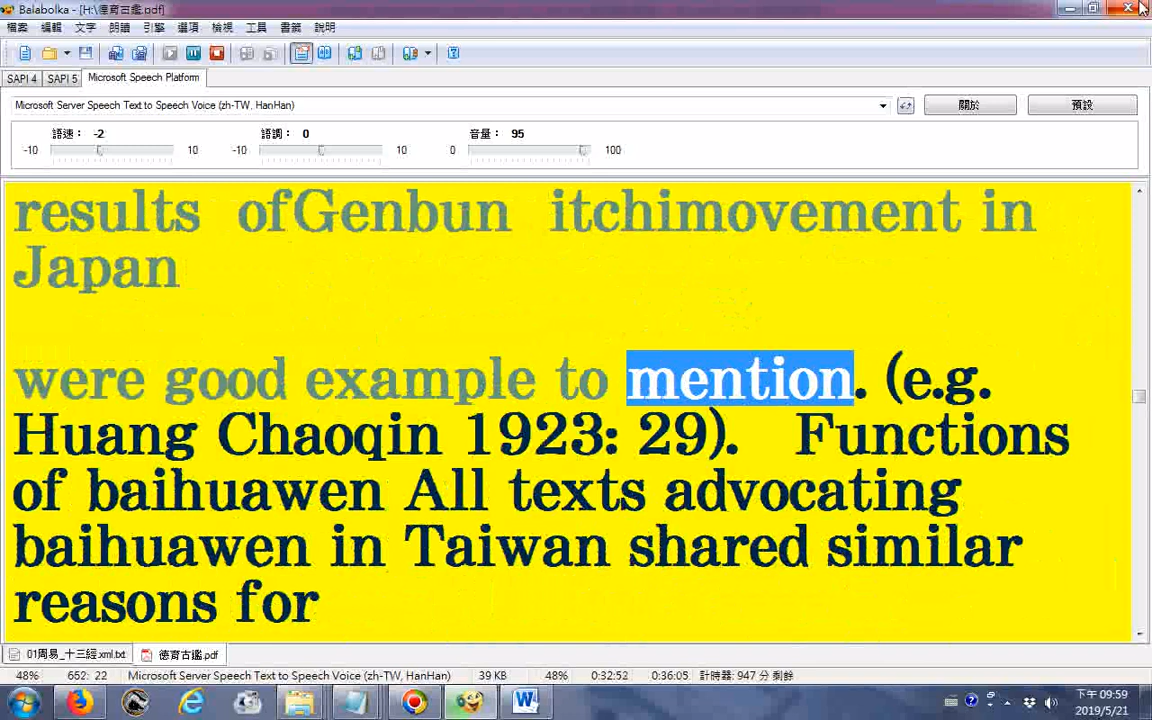 Balabolka - [H:\德育古鑑.pdf]
檔案 編輯 文字 朗讀 引擎 選項 檢視 工具 書籤 說明
SAPI 4 SAPI 5 Microsoft Speech Platform
Microsoft Server Speech Text to Speech Voice (zh-TW, HanHan) 關於 預設
語速： -2 語調： 0 音量： 95
-10 10 -10 10 0 100
results ofGenbun itchimovement in
Japan
were good example to mention. (e.g.
Huang Chaoqin 1923: 29). Functions
of baihuawen All texts advocating
baihuawen in Taiwan shared similar
reasons for
01周易_十三經.xml.txt 德育古鑑.pdf
48% 652: 22 Microsoft Server Speech Text to Speech Voice (zh-TW, HanHan) 39 KB 48% 0:32:52 0:36:05 計時器: 947 分 剩餘
下午 09:59
2019/5/21